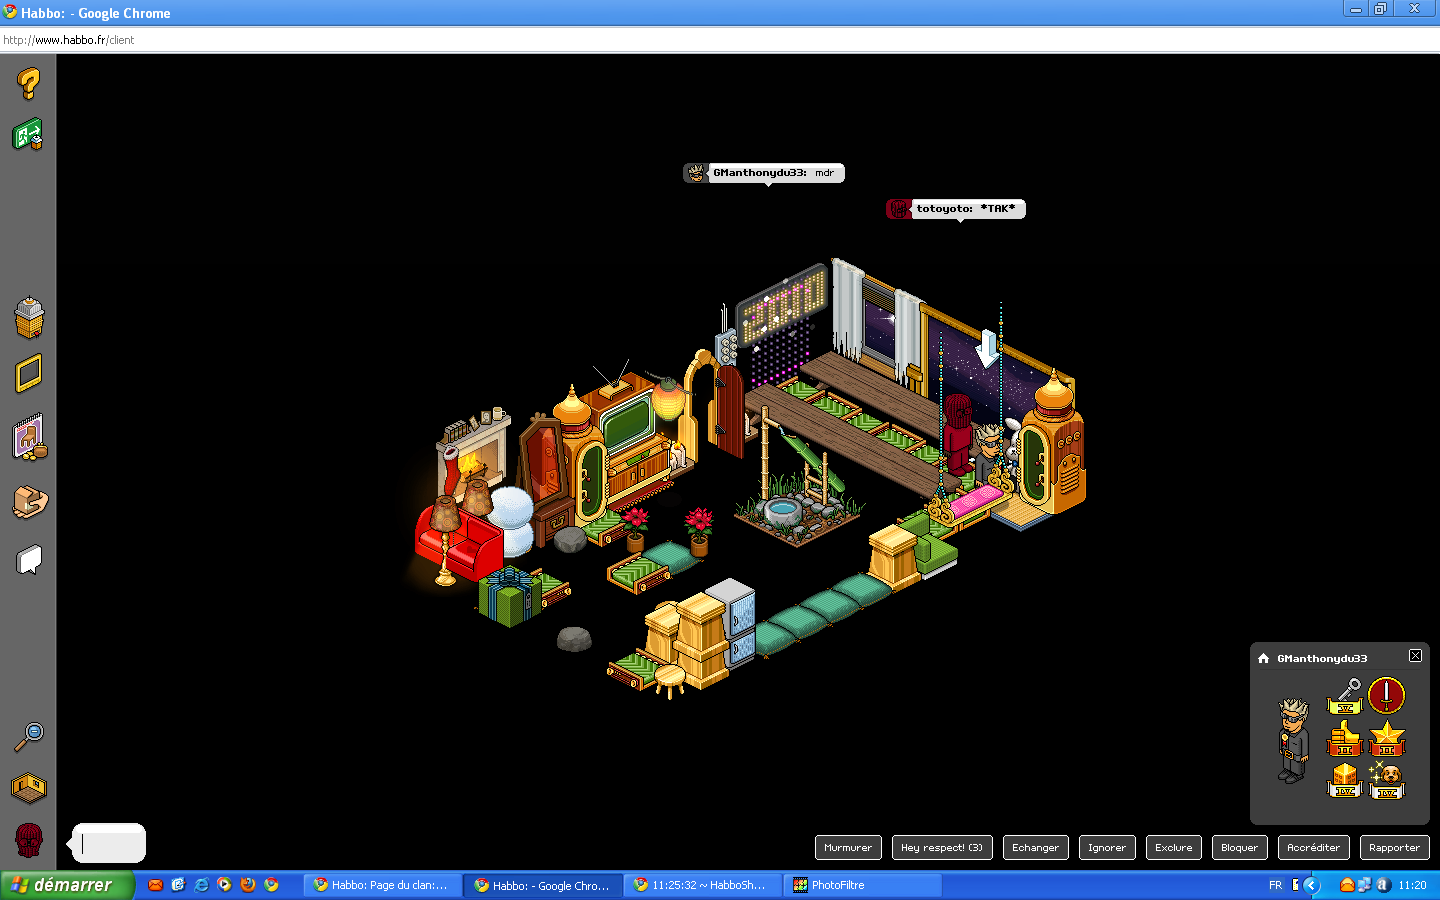 Habbo: - Google Chrome
http://www.habbo.fr/client
GManthonydu33: mdr
totoyoto: *TAK*
GManthonydu33
Murmurer
Hey respect! (3)
Echanger
Ignorer
Exclure
Bloquer
Accréditer
Rapporter
démarrer
Habbo: Page du clan:...
Habbo: - Google Chro...
11:25:32 ~ HabboSh...
PhotoFiltre
FR
11:20